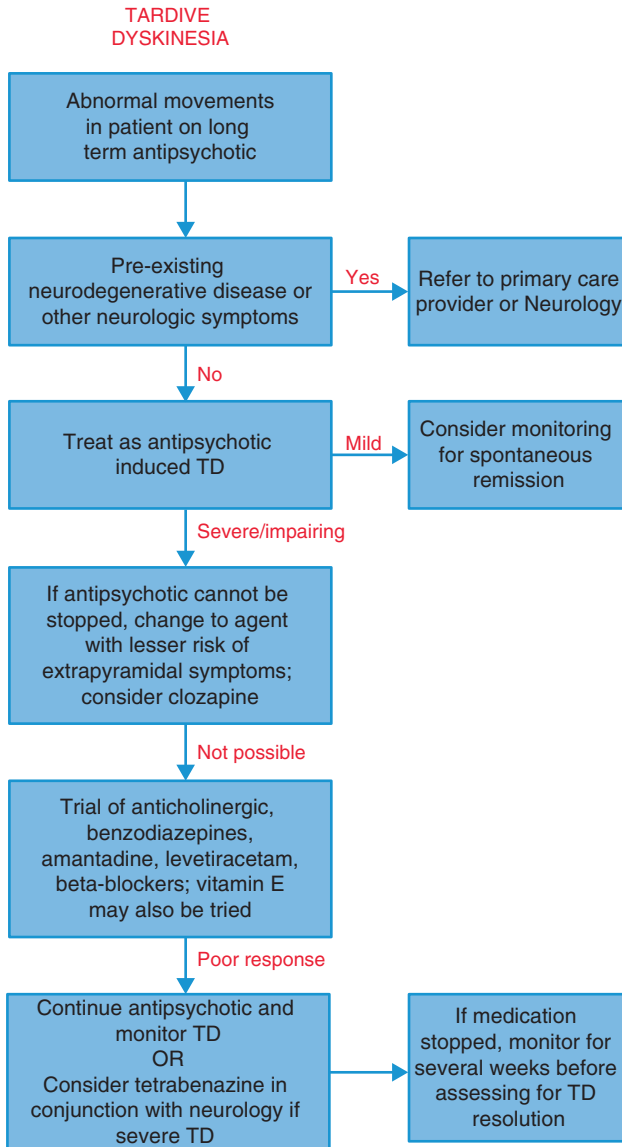 TARDIVE
DYSKINESIA
Abnormal movements
in patient on long
term antipsychotic
Pre-existing
neurodegenerative disease or
other neurologic symptoms
Yes
Refer to primary care
provider or Neurology
No
Treat as antipsychotic
induced TD
Mild
Consider monitoring
for spontaneous
remission
Severe/impairing
If antipsychotic cannot be
stopped, change to agent
with lesser risk of
extrapyramidal symptoms;
consider clozapine
Not possible
Trial of anticholinergic,
benzodiazepines,
amantadine, levetiracetam,
beta-blockers; vitamin E
may also be tried
Poor response
Continue antipsychotic and
monitor TD
OR
Consider tetrabenazine in
conjunction with neurology if
severe TD
If medication
stopped, monitor for
several weeks before
assessing for TD
resolution